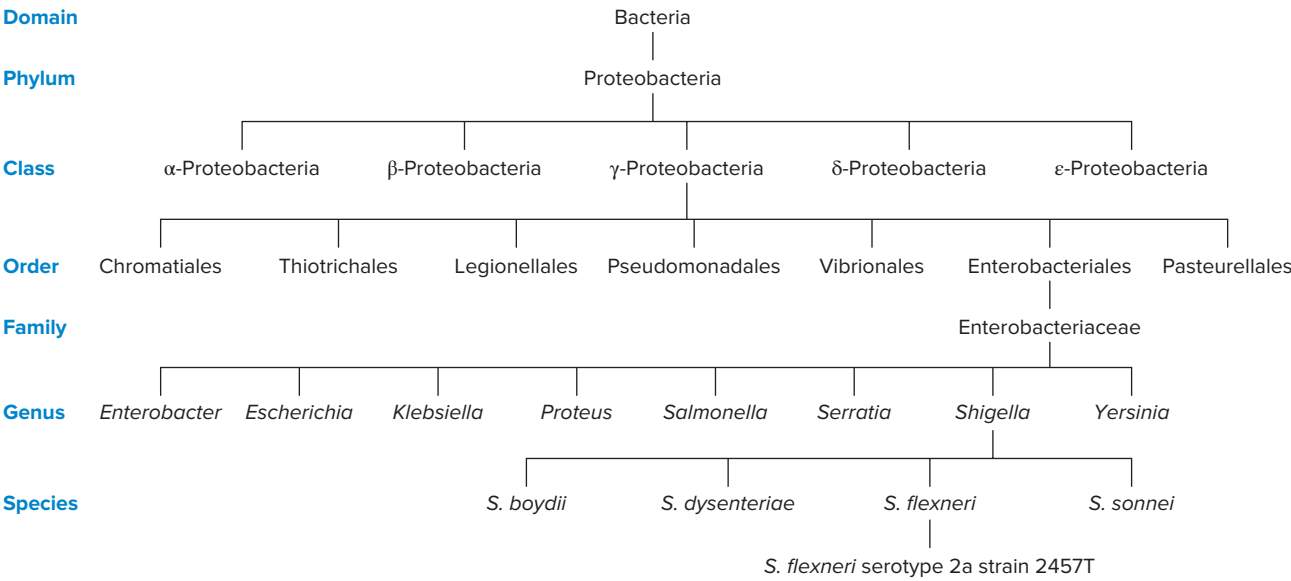 Domain Bacteria
Phylum Proteobacteria
Class α-Proteobacteria β-Proteobacteria γ-Proteobacteria δ-Proteobacteria ε-Proteobacteria
Order Chromatiales Thiotrichales Legionellales Pseudomonadales Vibrionales Enterobacteriales Pasteurellales
Family Enterobacteriaceae
Genus Enterobacter Escherichia Klebsiella Proteus Salmonella Serratia Shigella Yersinia
Species S. boydii S. dysenteriae S. flexneri S. sonnei
S. flexneri serotype 2a strain 2457T